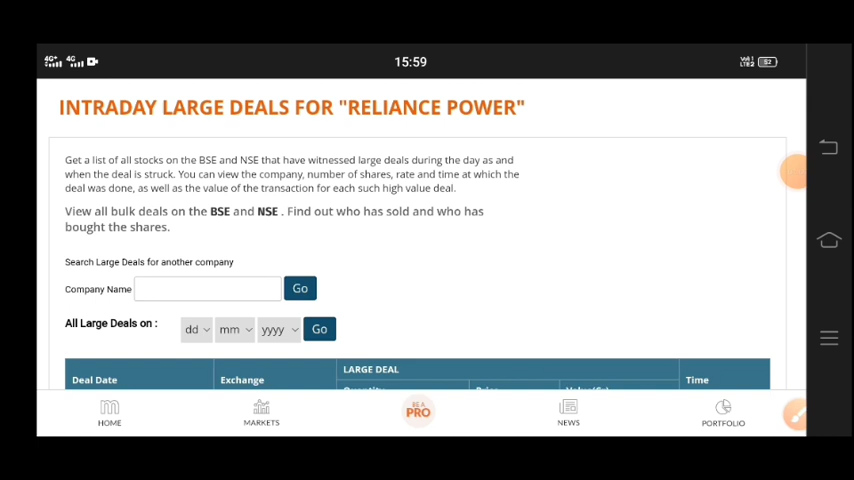 4G+ 4G
15:59
VoLTE2 82
INTRADAY LARGE DEALS FOR "RELIANCE POWER"
Get a list of all stocks on the BSE and NSE that have witnessed large deals during the day as and
when the deal is struck. You can view the company, number of shares, rate and time at which the
deal was done, as well as the value of the transaction for each such high value deal.
View all bulk deals on the BSE and NSE . Find out who has sold and who has
bought the shares.
Search Large Deals for another company
Company Name Go
All Large Deals on : dd mm yyyy Go
LARGE DEAL
Deal Date Exchange Time
HOME MARKETS BE A PRO NEWS PORTFOLIO